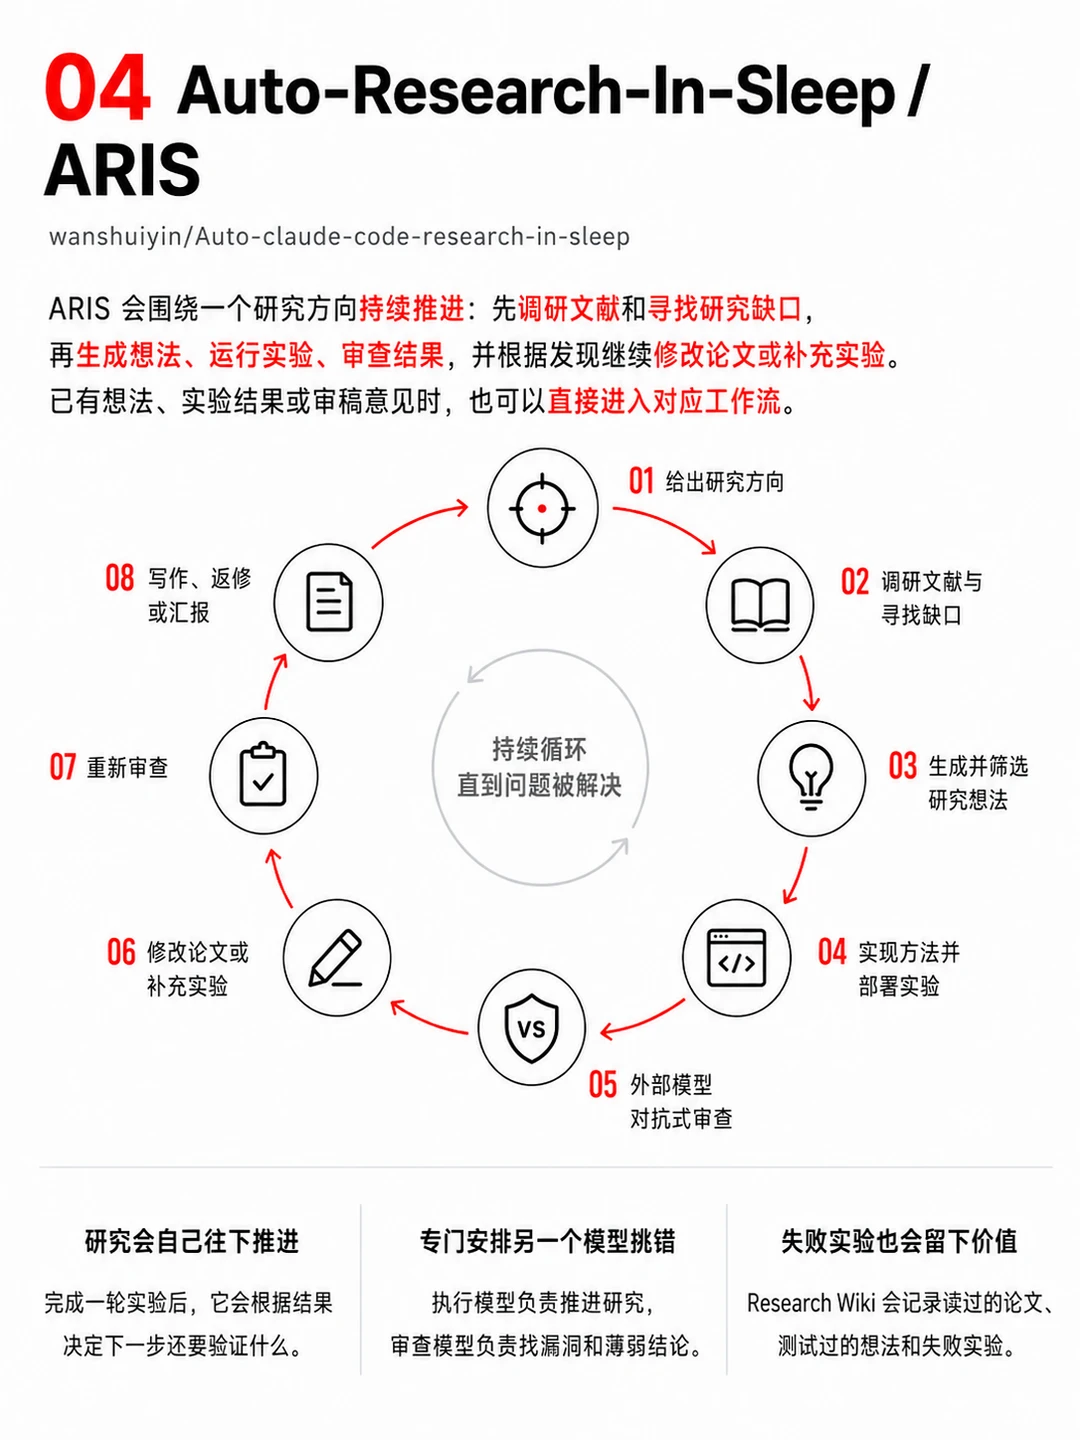 04 Auto-Research-In-Sleep /
ARIS
wanshuiyin/Auto-claude-code-research-in-sleep
ARIS 会围绕一个研究方向持续推进：先调研文献和寻找研究缺口，
再生成想法、运行实验、审查结果，并根据发现继续修改论文或补充实验。
已有想法、实验结果或审稿意见时，也可以直接进入对应工作流。
01 给出研究方向
02 调研文献与
寻找缺口
03 生成并筛选
研究想法
04 实现方法并
部署实验
VS
05 外部模型
对抗式审查
06 修改论文或
补充实验
07 重新审查
08 写作、返修
或汇报
持续循环
直到问题被解决
研究会自己往下推进
完成一轮实验后，它会根据结果
决定下一步还要验证什么。
专门安排另一个模型挑错
执行模型负责推进研究，
审查模型负责找漏洞和薄弱结论。
失败实验也会留下价值
Research Wiki 会记录读过的论文、
测试过的想法和失败实验。